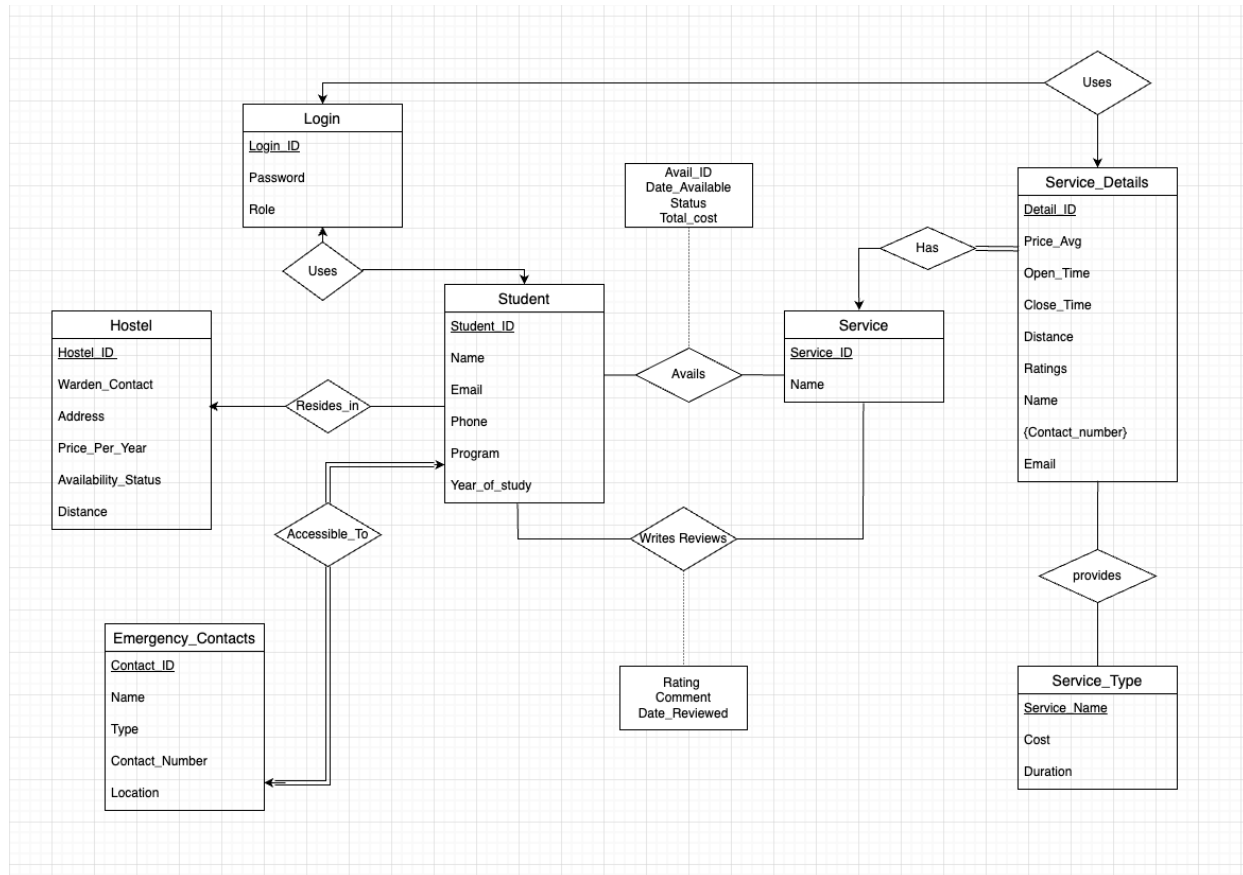 Uses
Login
Login_ID
Password
Role
Avail_ID
Date_Available
Status
Total_cost
Service_Details
Detail_ID
Price_Avg
Open_Time
Close_Time
Distance
Ratings
Name
{Contact_number}
Email
Has
Uses
Student
Student_ID
Name
Email
Phone
Program
Year_of_study
Hostel
Hostel_ID
Warden_Contact
Address
Price_Per_Year
Availability_Status
Distance
Resides_in
Avails
Service
Service_ID
Name
Accessible_To
Writes Reviews
provides
Emergency_Contacts
Contact_ID
Name
Type
Contact_Number
Location
Rating
Comment
Date_Reviewed
Service_Type
Service_Name
Cost
Duration